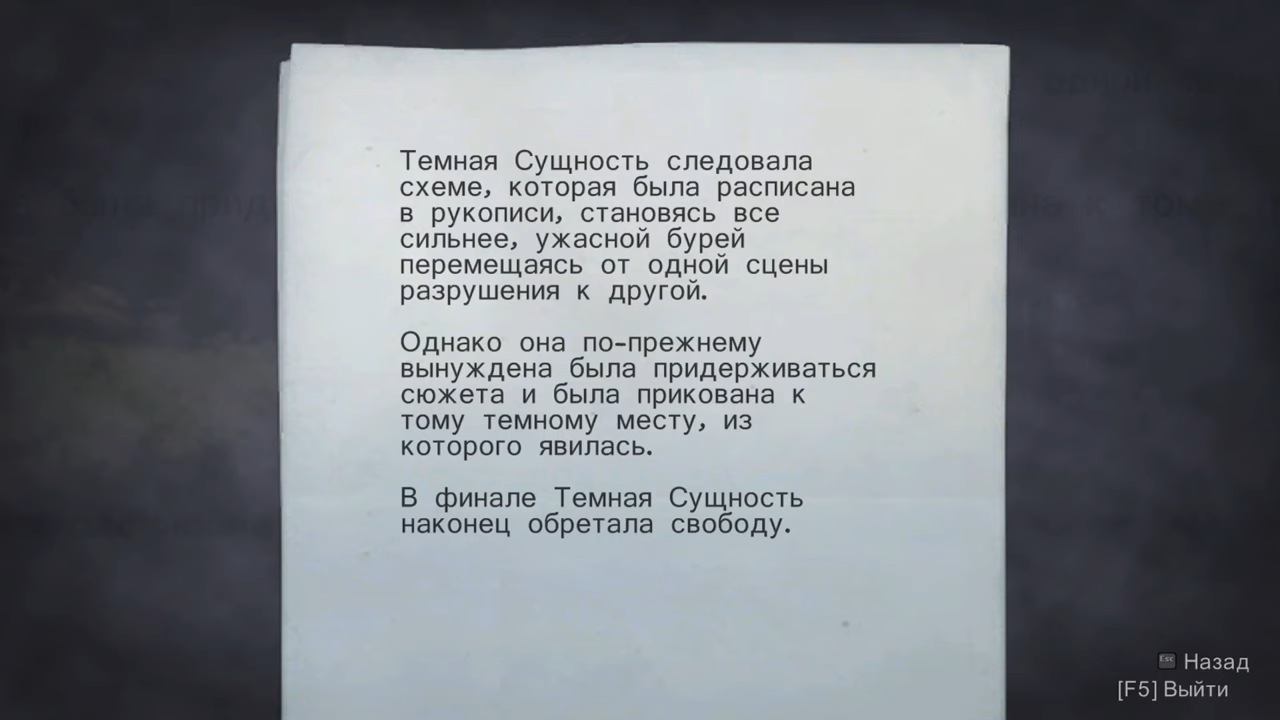 Темная Сущность следовала
схеме, которая была расписана
в рукописи, становясь все
сильнее, ужасной бурей
перемещаясь от одной сцены
разрушения к другой.
Однако она по-прежнему
вынуждена была придерживаться
сюжета и была прикована к
тому темному месту, из
которого явилась.
В финале Темная Сущность
наконец обретала свободу.
Esc Назад
[F5] Выйти